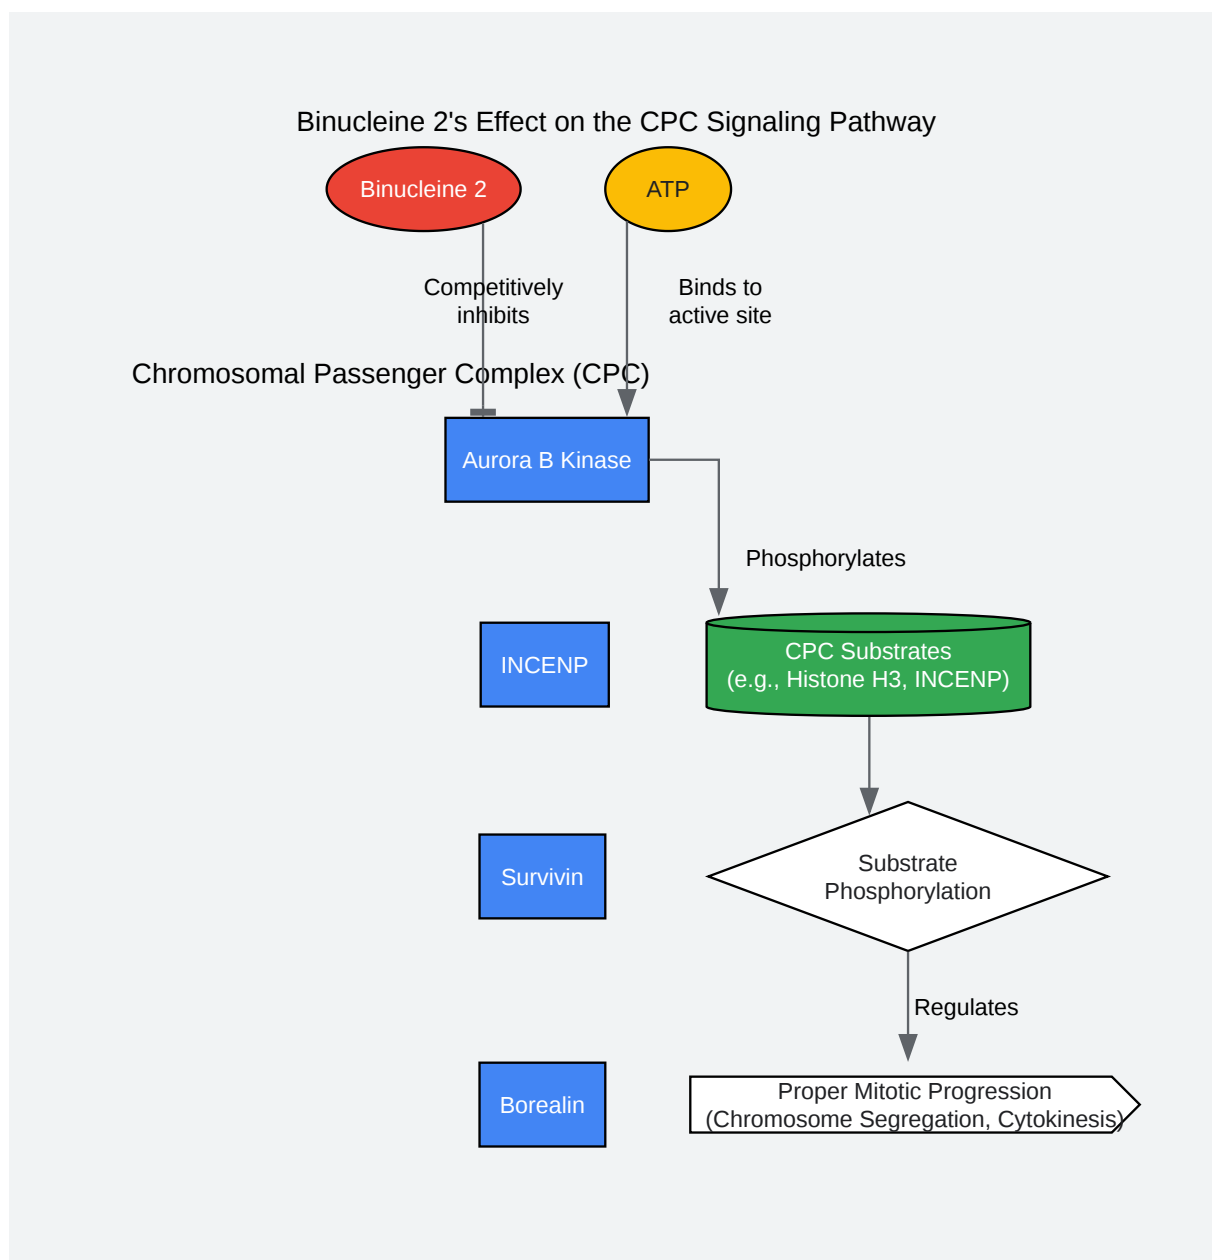 Binucleine 2's Effect on the CPC Signaling Pathway
Binucleine 2
ATP
Competitively
inhibits
Binds to
active site
Chromosomal Passenger Complex (CPC)
Aurora B Kinase
Phosphorylates
INCENP
CPC Substrates
(e.g., Histone H3, INCENP)
Survivin
Substrate
Phosphorylation
Regulates
Borealin
Proper Mitotic Progression
(Chromosome Segregation, Cytokinesis)